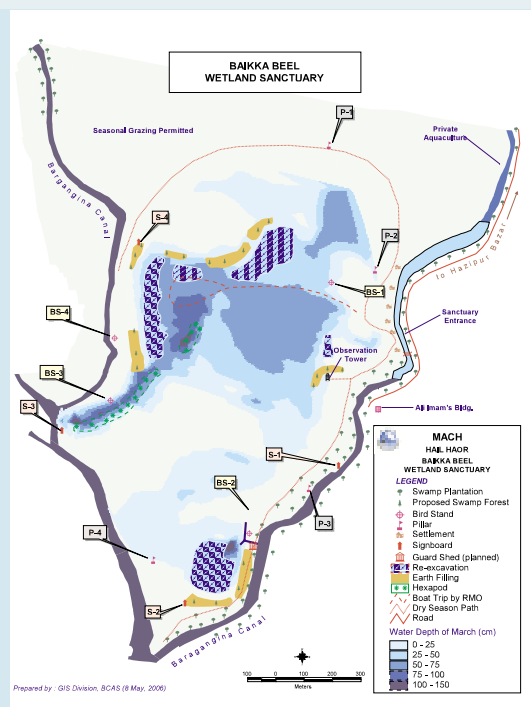 BAIKKA BEEL
WETLAND SANCTUARY
P-1
Seasonal Grazing Permitted
Private
Aquaculture
Bargangina Canal
S-4
P-2
to Hazipur Bazar
BS-1
BS-4
Sanctuary
Entrance
Observation
Tower
BS-3
S-3
Ali Imam's Bldg.
S-1
BS-2
P-3
P-4
S-2
Baragangina Canal
MACH
HAIL HAOR
BAIKKA BEEL
WETLAND SANCTUARY
LEGEND
Swamp Plantation
Proposed Swamp Forest
Bird Stand
Pillar
Settlement
Signboard
Guard Shed (planned)
Re-excavation
Earth Filling
Hexapod
Boat Trip by RMO
Dry Season Path
Road
Water Depth of March (cm)
0 - 25
25 - 50
50 - 75
75 - 100
100 - 150
100 0 100 200 300
Meters
Prepared by : GIS Division, BCAS (8 May, 2006)